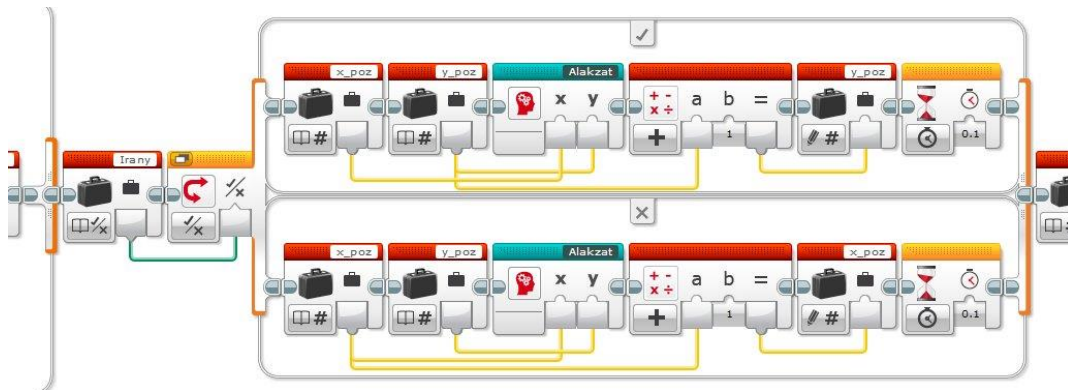 x_poz y_poz Alakzat y_poz
x y a b =
# # + 1 # 0.1
Irany
x_poz y_poz Alakzat x_poz
x y a b =
# # + 1 # 0.1
#